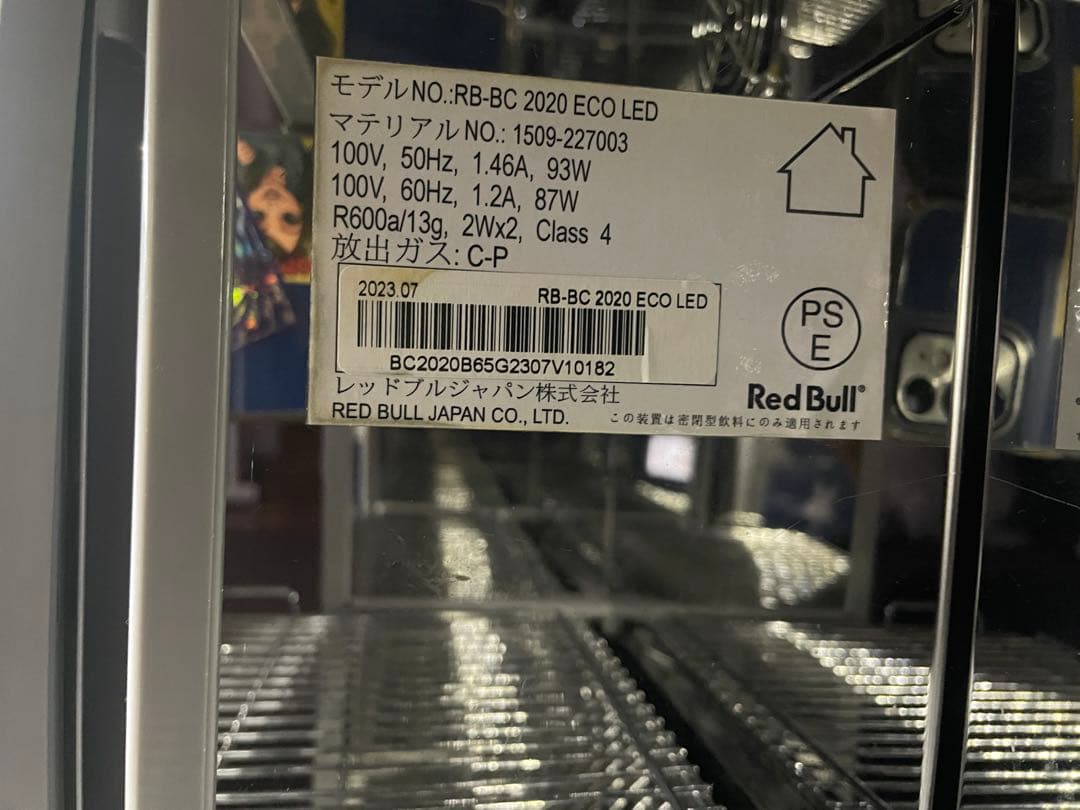 モデルNO.:RB-BC 2020 ECO LED
マテリアルNO.: 1509-227003
100V, 50Hz, 1.46A, 93W
100V, 60Hz, 1.2A, 87W
R600a/13g, 2Wx2, Class 4
放出ガス: C-P
2023.07 RB-BC 2020 ECO LED
BC2020B65G2307V10182
PS
E
レッドブルジャパン株式会社
Red Bull®
RED BULL JAPAN CO., LTD.
この装置は密閉型飲料にのみ適用されます